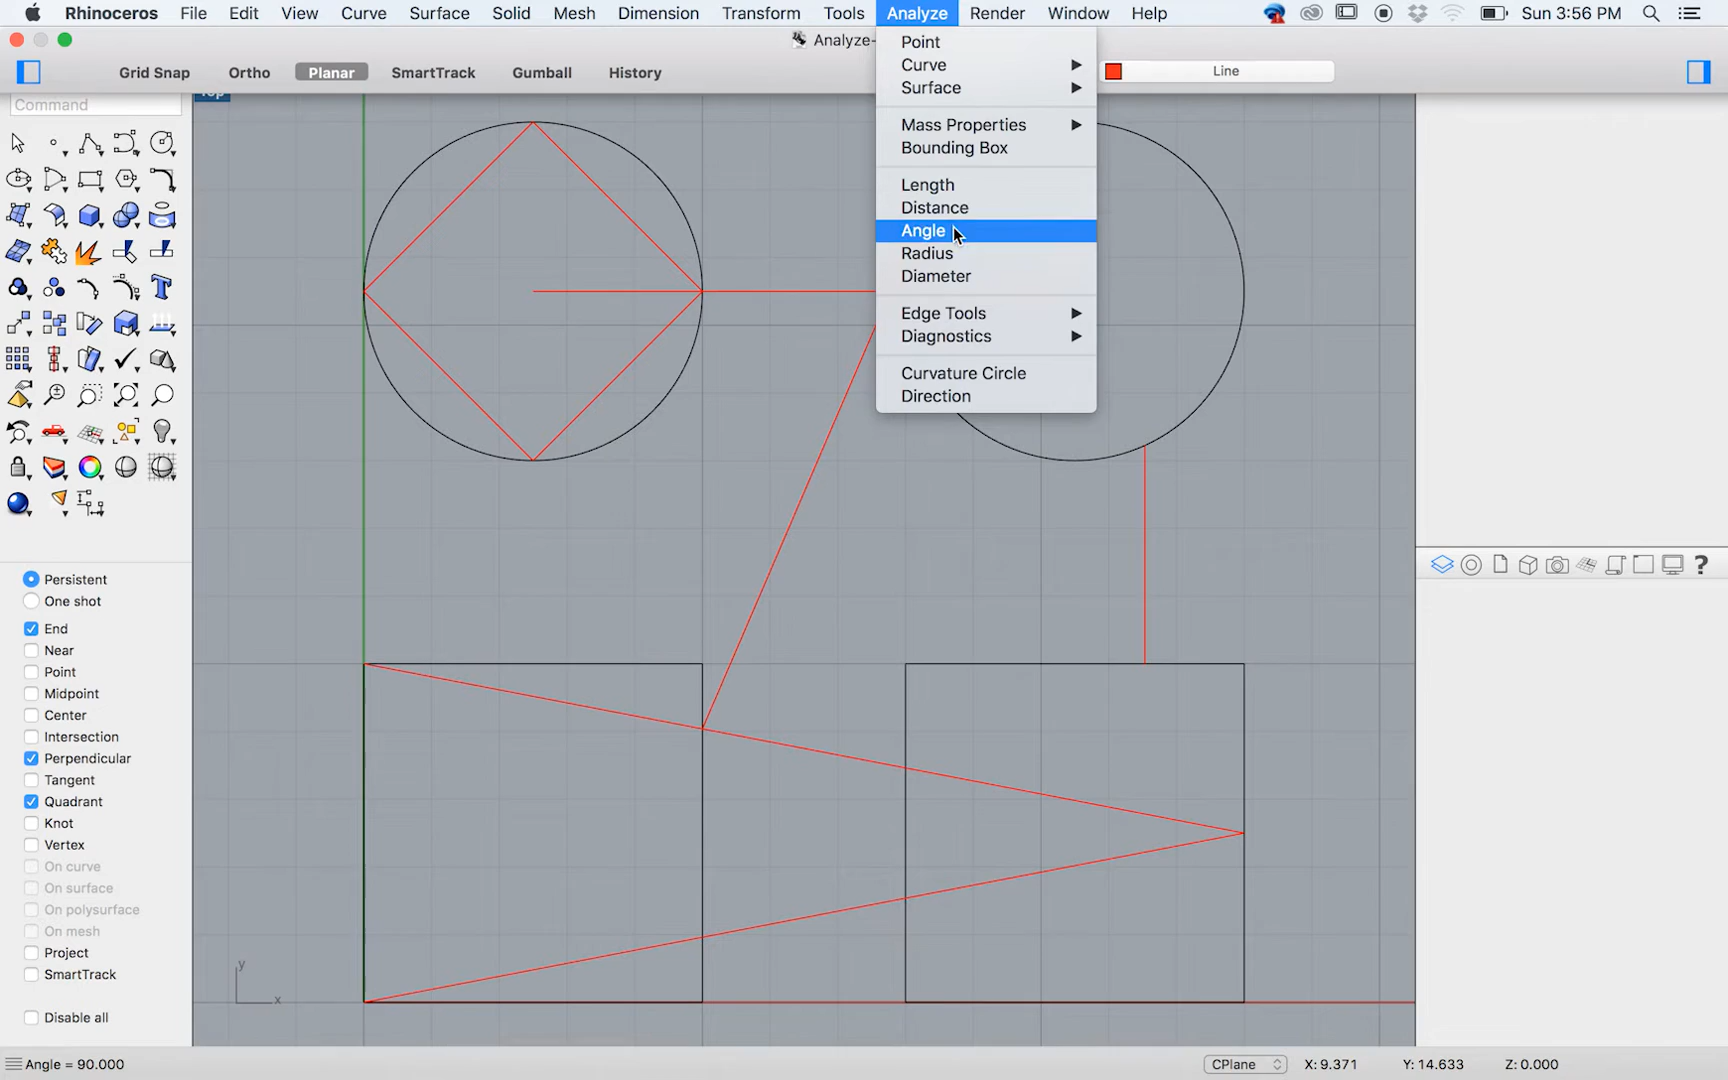 Rhinoceros File Edit View Curve Surface Solid Mesh Dimension Transform Tools Analyze Render Window Help Sun 3:56 PM
Analyze-
Grid Snap Ortho Planar SmartTrack Gumball History Line
Command
Point
Curve
Surface
Mass Properties
Bounding Box
Length
Distance
Angle
Radius
Diameter
Edge Tools
Diagnostics
Curvature Circle
Direction
Persistent
One shot
End
Near
Point
Midpoint
Center
Intersection
Perpendicular
Tangent
Quadrant
Knot
Vertex
On curve
On surface
On polysurface
On mesh
Project
SmartTrack
Disable all
y
x
Angle = 90.000 CPlane X: 9.371 Y: 14.633 Z: 0.000